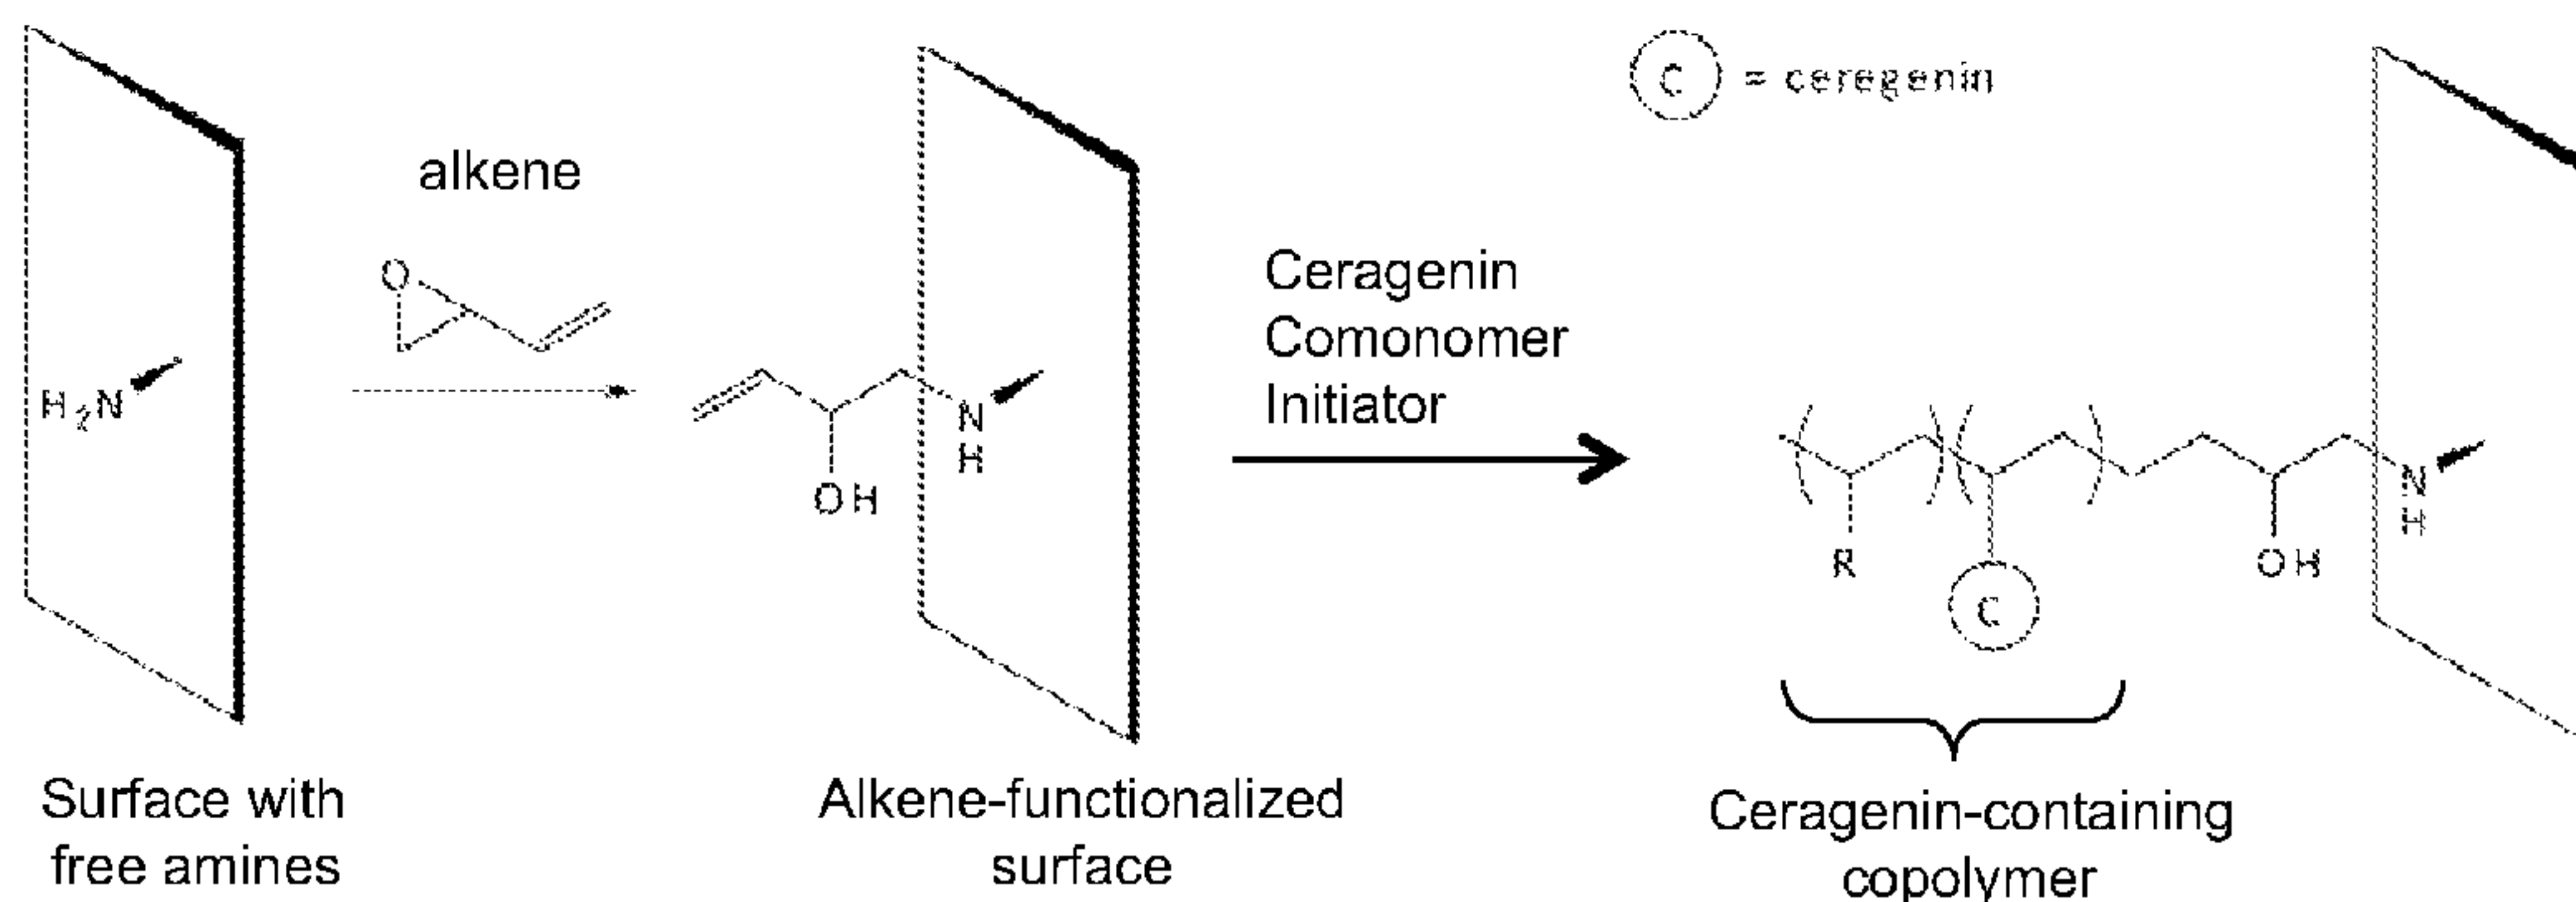 alkene
O
H2N
Surface with
free amines
N
H
OH
Alkene-functionalized
surface
Ceragenin
Comonomer
Initiator
C = ceregenin
R
C
OH
N
H
Ceragenin-containing
copolymer